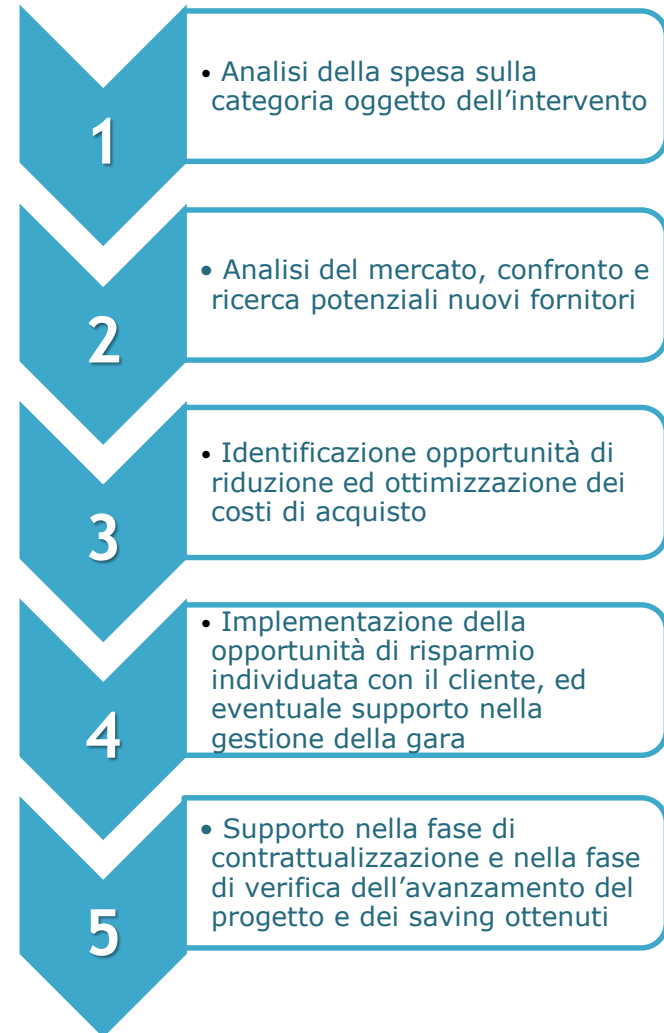 1
• Analisi della spesa sulla
categoria oggetto dell’intervento
2
• Analisi del mercato, confronto e
ricerca potenziali nuovi fornitori
3
• Identificazione opportunità di
riduzione ed ottimizzazione dei
costi di acquisto
4
• Implementazione della
opportunità di risparmio
individuata con il cliente, ed
eventuale supporto nella
gestione della gara
5
• Supporto nella fase di
contrattualizzazione e nella fase
di verifica dell’avanzamento del
progetto e dei saving ottenuti